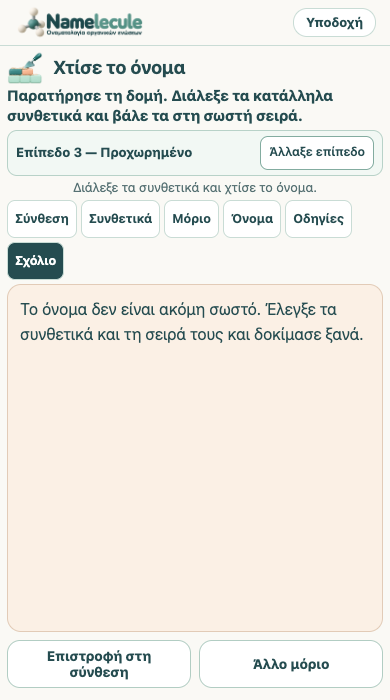 Namelecule
Ονοματολογία οργανικών ενώσεων
Υποδοχή
Χτίσε το όνομα
Παρατήρησε τη δομή. Διάλεξε τα κατάλληλα
συνθετικά και βάλε τα στη σωστή σειρά.
Επίπεδο 3 — Προχωρημένο
Άλλαξε επίπεδο
Διάλεξε τα συνθετικά και χτίσε το όνομα.
Σύνθεση
Συνθετικά
Μόριο
Όνομα
Οδηγίες
Σχόλιο
Το όνομα δεν είναι ακόμη σωστό. Έλεγξε τα
συνθετικά και τη σειρά τους και δοκίμασε ξανά.
Επιστροφή στη
σύνθεση
Άλλο μόριο